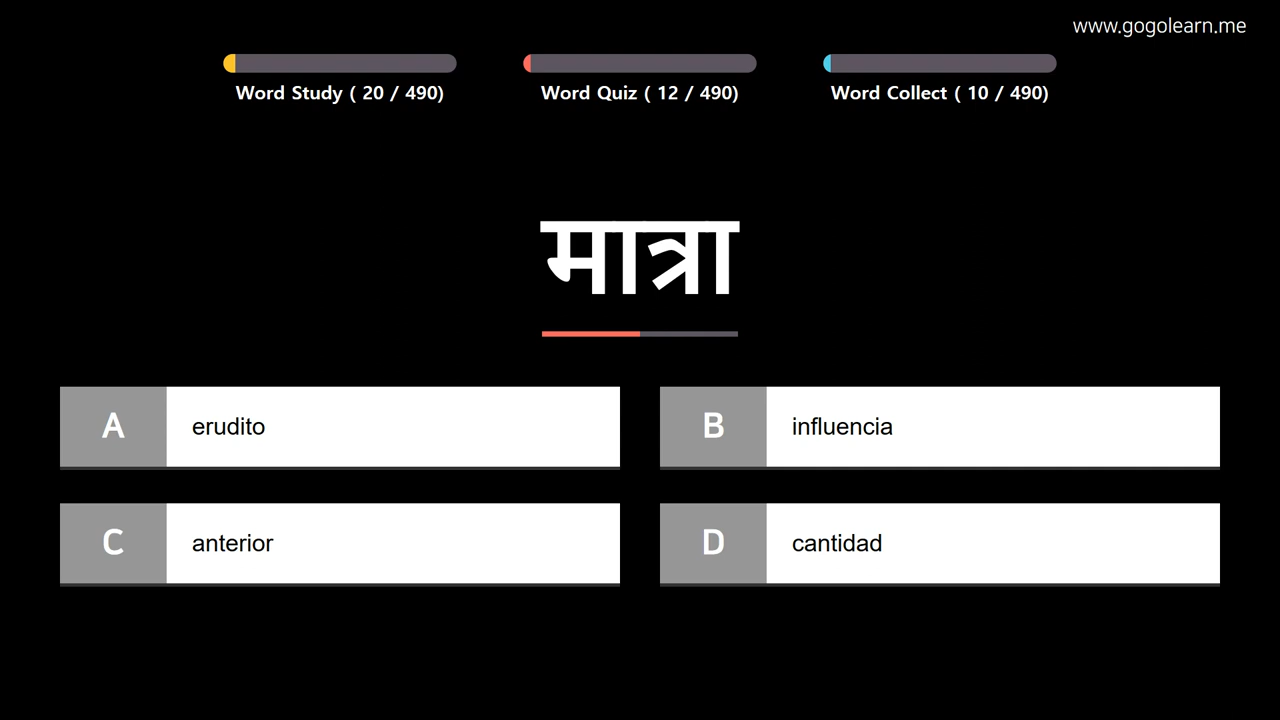 www.gogolearn.me
Word Study ( 20 / 490)
Word Quiz ( 12 / 490)
Word Collect ( 10 / 490)
मात्रा
A erudito
B influencia
C anterior
D cantidad